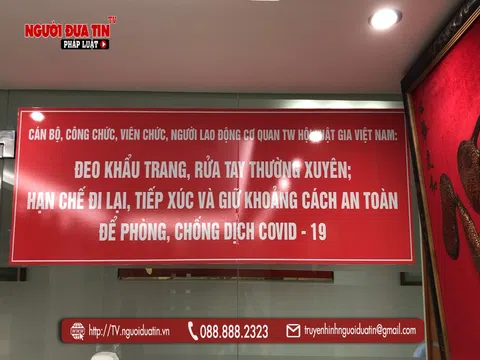 NGƯỜI ĐƯA TIN TV
PHÁP LUẬT
CÁN BỘ, CÔNG CHỨC, VIÊN CHỨC, NGƯỜI LAO ĐỘNG CƠ QUAN TW HỘI LUẬT GIA VIỆT NAM:
ĐEO KHẨU TRANG, RỬA TAY THƯỜNG XUYÊN;
HẠN CHẾ ĐI LẠI, TIẾP XÚC VÀ GIỮ KHOẢNG CÁCH AN TOÀN
ĐỂ PHÒNG, CHỐNG DỊCH COVID - 19
http://TV.nguoiduatin.vn 088.888.2323 truyenhinhnguoiduatin@gmail.com